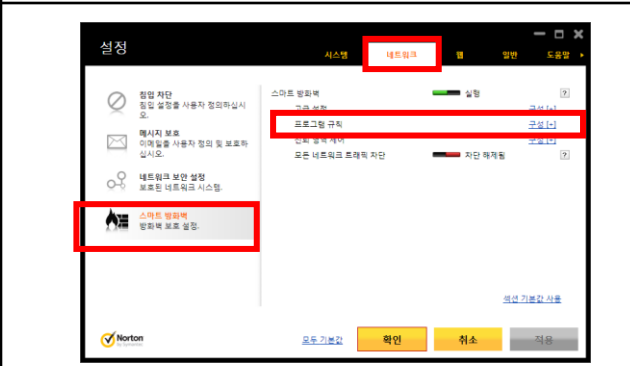 설정
시스템 네트워크 웹 일반 도움말
침입 차단
침입 설정을 사용자 정의하십시
오.
메시지 보호
이메일을 사용자 정의 및 보호하
십시오.
네트워크 보안 설정
보호된 네트워크 시스템.
스마트 방화벽
방화벽 보호 설정.
스마트 방화벽 실행 ?
고급 설정 구성 [+]
프로그램 규칙 구성 [+]
구성 [+]
모든 네트워크 트래픽 차단 차단 해제됨 ?
섹션 기본값 사용
Norton
by Symantec
모두 기본값 확인 취소 적용